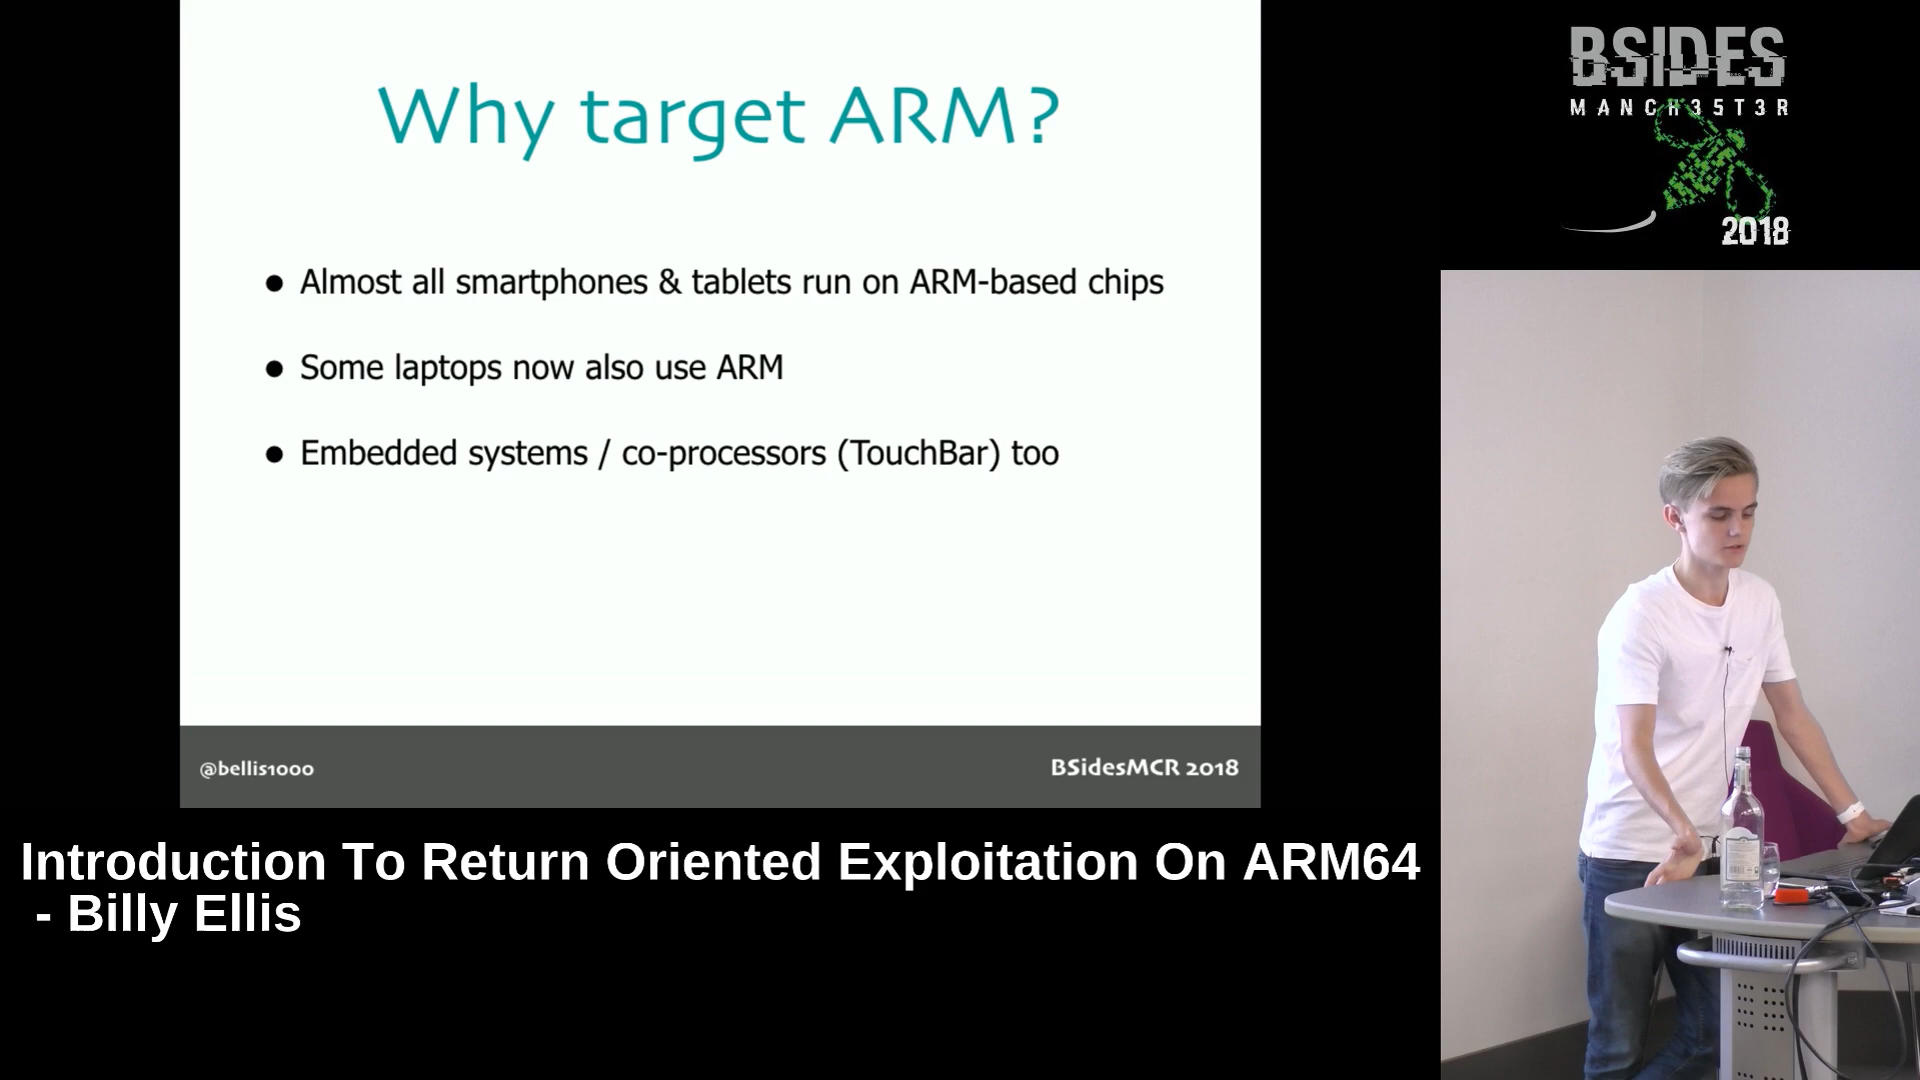 Why target ARM?
● Almost all smartphones & tablets run on ARM-based chips
● Some laptops now also use ARM
● Embedded systems / co-processors (TouchBar) too
@bellis1000
BSidesMCR 2018
BSIDES
MANCH35T3R
2018
Introduction To Return Oriented Exploitation On ARM64
- Billy Ellis